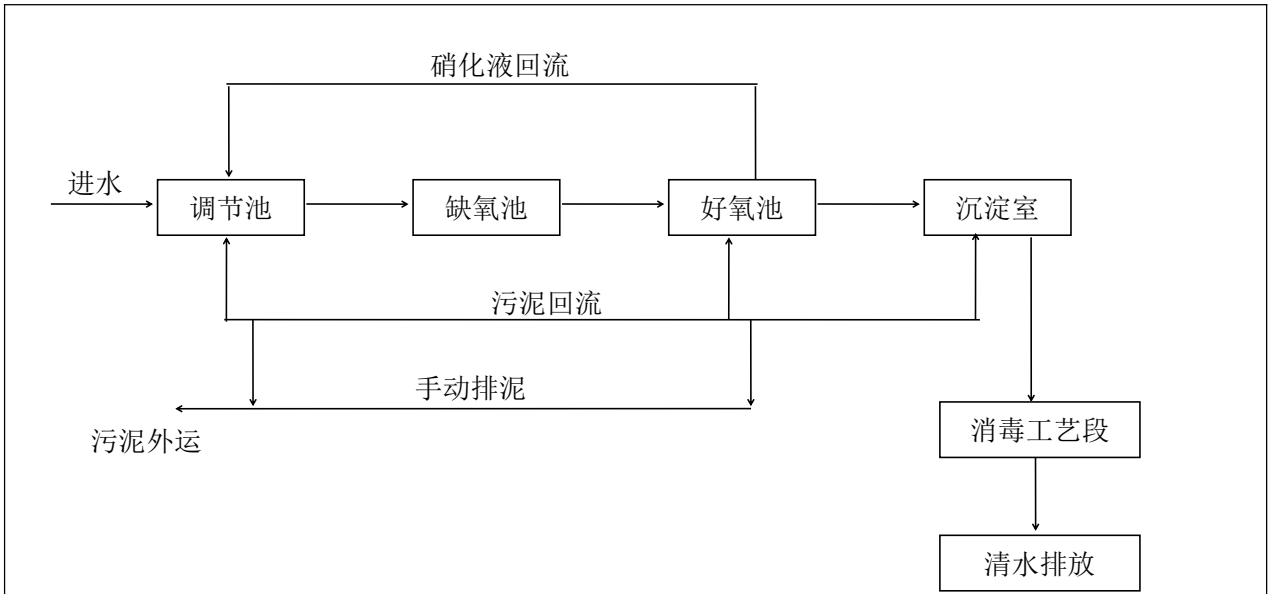 硝化液回流
进水
调节池
缺氧池
好氧池
沉淀室
污泥回流
手动排泥
污泥外运
消毒工艺段
清水排放